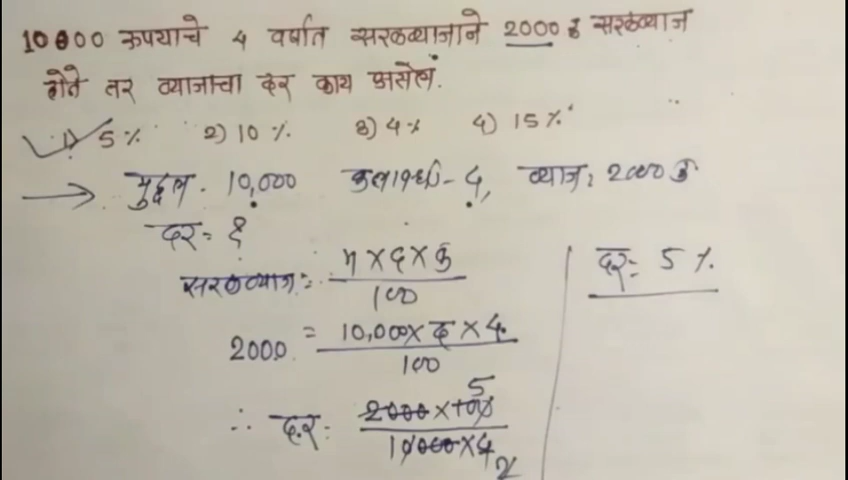 10000 रुपयाचे 4 वर्षात सरळव्याजाने 2000 रु सरळव्याज
होते तर व्याजाचा दर काय असेल.
1) 5% 2) 10% 3) 4% 4) 15%
→ मुद्दल. 10,000 कालावधी - 4, व्याज: 2000 रु
दर = ?
सरळव्याज = म × द × क / 100
2000 = 10,000 × द × 4 / 100
∴ द.र = 2000 × 100 / 10000 × 4
5
2
दर = 5%